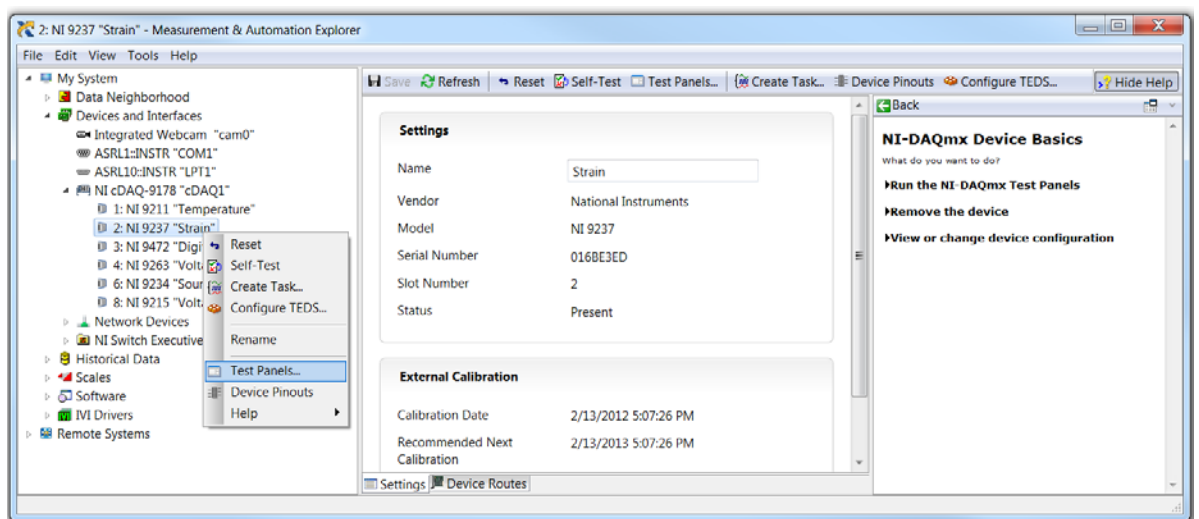 2: NI 9237 "Strain" - Measurement & Automation Explorer
File Edit View Tools Help
My System
Data Neighborhood
Devices and Interfaces
Integrated Webcam "cam0"
ASRL1::INSTR "COM1"
ASRL10::INSTR "LPT1"
NI cDAQ-9178 "cDAQ1"
1: NI 9211 "Temperature"
2: NI 9237 "Strain"
3: NI 9472 "Digi
4: NI 9263 "Volt
6: NI 9234 "Sour
8: NI 9215 "Volt
Network Devices
NI Switch Executive
Historical Data
Scales
Software
IVI Drivers
Remote Systems
Reset
Self-Test
Create Task...
Configure TEDS...
Rename
Test Panels...
Device Pinouts
Help
Save Refresh Reset Self-Test Test Panels... Create Task... Device Pinouts Configure TEDS... Hide Help
Settings
Name Strain
Vendor National Instruments
Model NI 9237
Serial Number 016BE3ED
Slot Number 2
Status Present
External Calibration
Calibration Date 2/13/2012 5:07:26 PM
Recommended Next 2/13/2013 5:07:26 PM
Calibration
Settings Device Routes
Back
NI-DAQmx Device Basics
What do you want to do?
Run the NI-DAQmx Test Panels
Remove the device
View or change device configuration